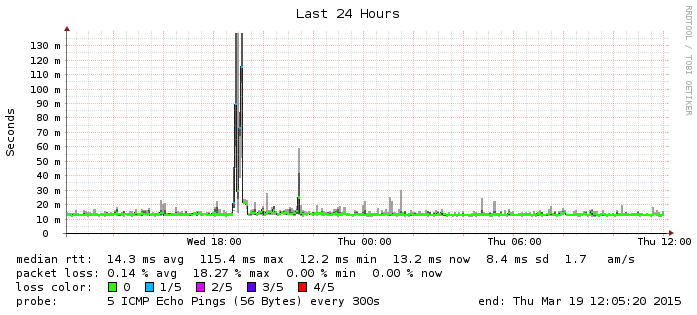 Last 24 Hours
RRDTOOL / TOBI OETIKER
Seconds
130 m
120 m
110 m
100 m
90 m
80 m
70 m
60 m
50 m
40 m
30 m
20 m
10 m
0
Wed 18:00 Thu 00:00 Thu 06:00 Thu 12:00
median rtt: 14.3 ms avg 115.4 ms max 12.2 ms min 13.2 ms now 8.4 ms sd 1.7 am/s
packet loss: 0.14 % avg 18.27 % max 0.00 % min 0.00 % now
loss color: 0 1/5 2/5 3/5 4/5
probe: 5 ICMP Echo Pings (56 Bytes) every 300s end: Thu Mar 19 12:05:20 2015